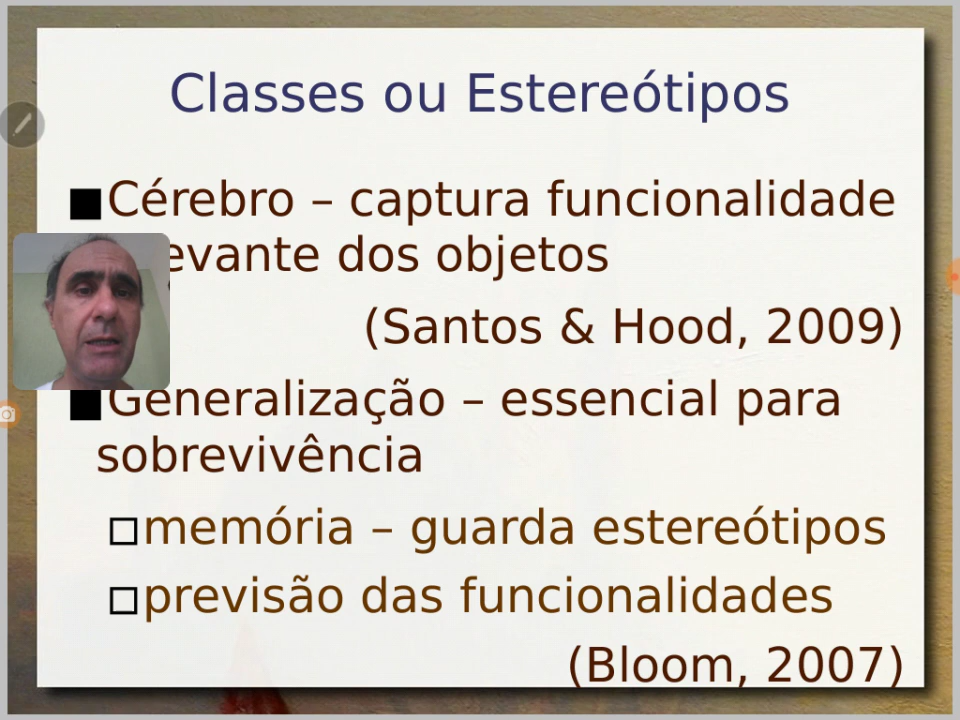 Classes ou Estereótipos
■Cérebro – captura funcionalidade
dos objetos
(Santos & Hood, 2009)
■Generalização – essencial para
sobrevivência
□memória – guarda estereótipos
□previsão das funcionalidades
(Bloom, 2007)